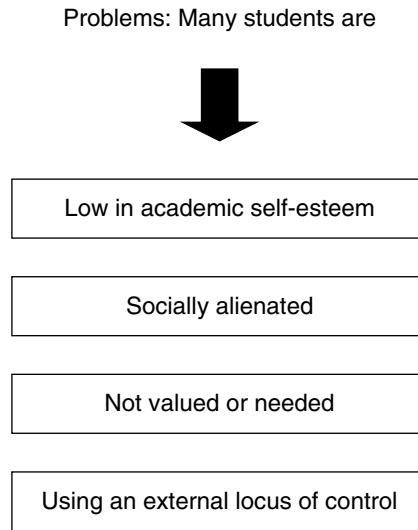 Problems: Many students are
Low in academic self-esteem
Socially alienated
Not valued or needed
Using an external locus of control